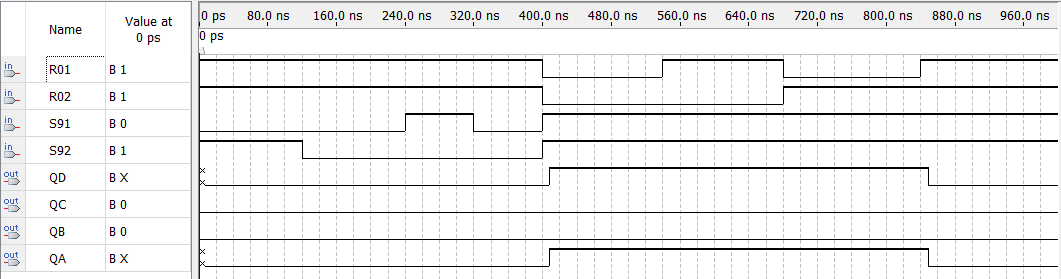 Name Value at 0 ps 0 ps 80.0 ns 160.0 ns 240.0 ns 320.0 ns 400.0 ns 480.0 ns 560.0 ns 640.0 ns 720.0 ns 800.0 ns 880.0 ns 960.0 ns
0 ps
in R01 B 1
in R02 B 1
in S91 B 0
in S92 B 1
out QD B X
out QC B 0
out QB B 0
out QA B X